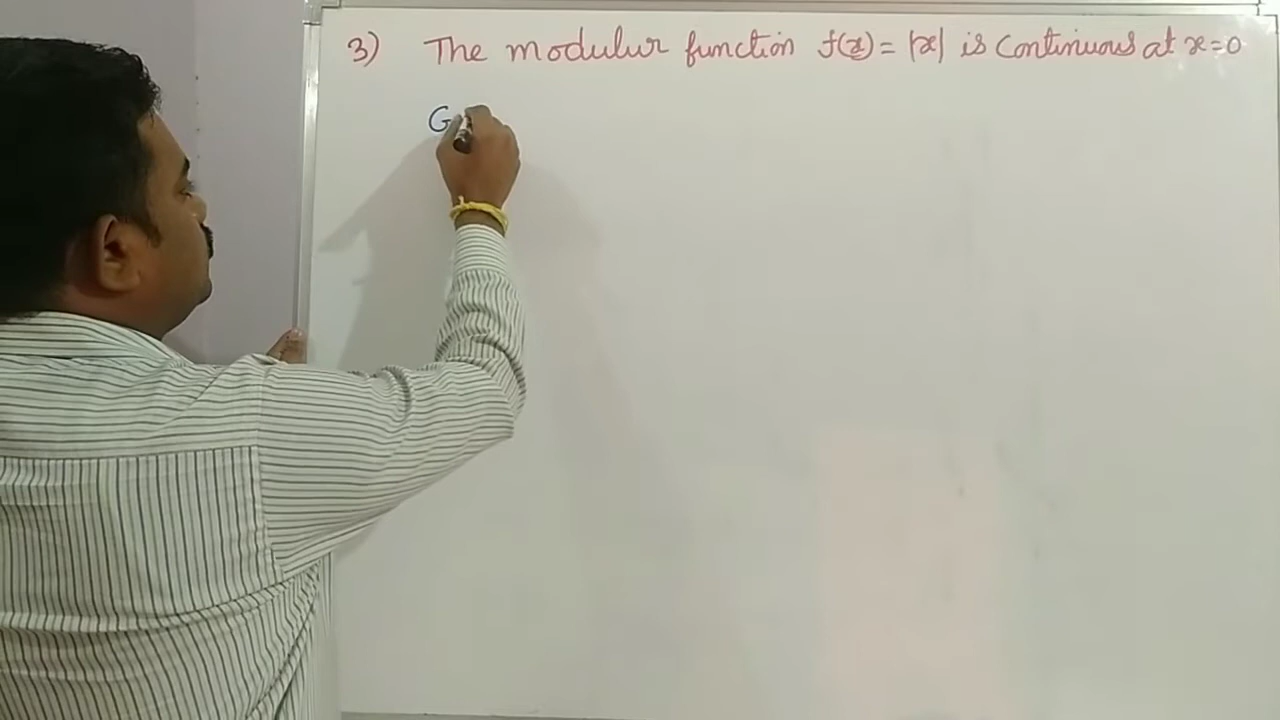 3) The modulur function f(x) = |x| is Continuous at x=0
G